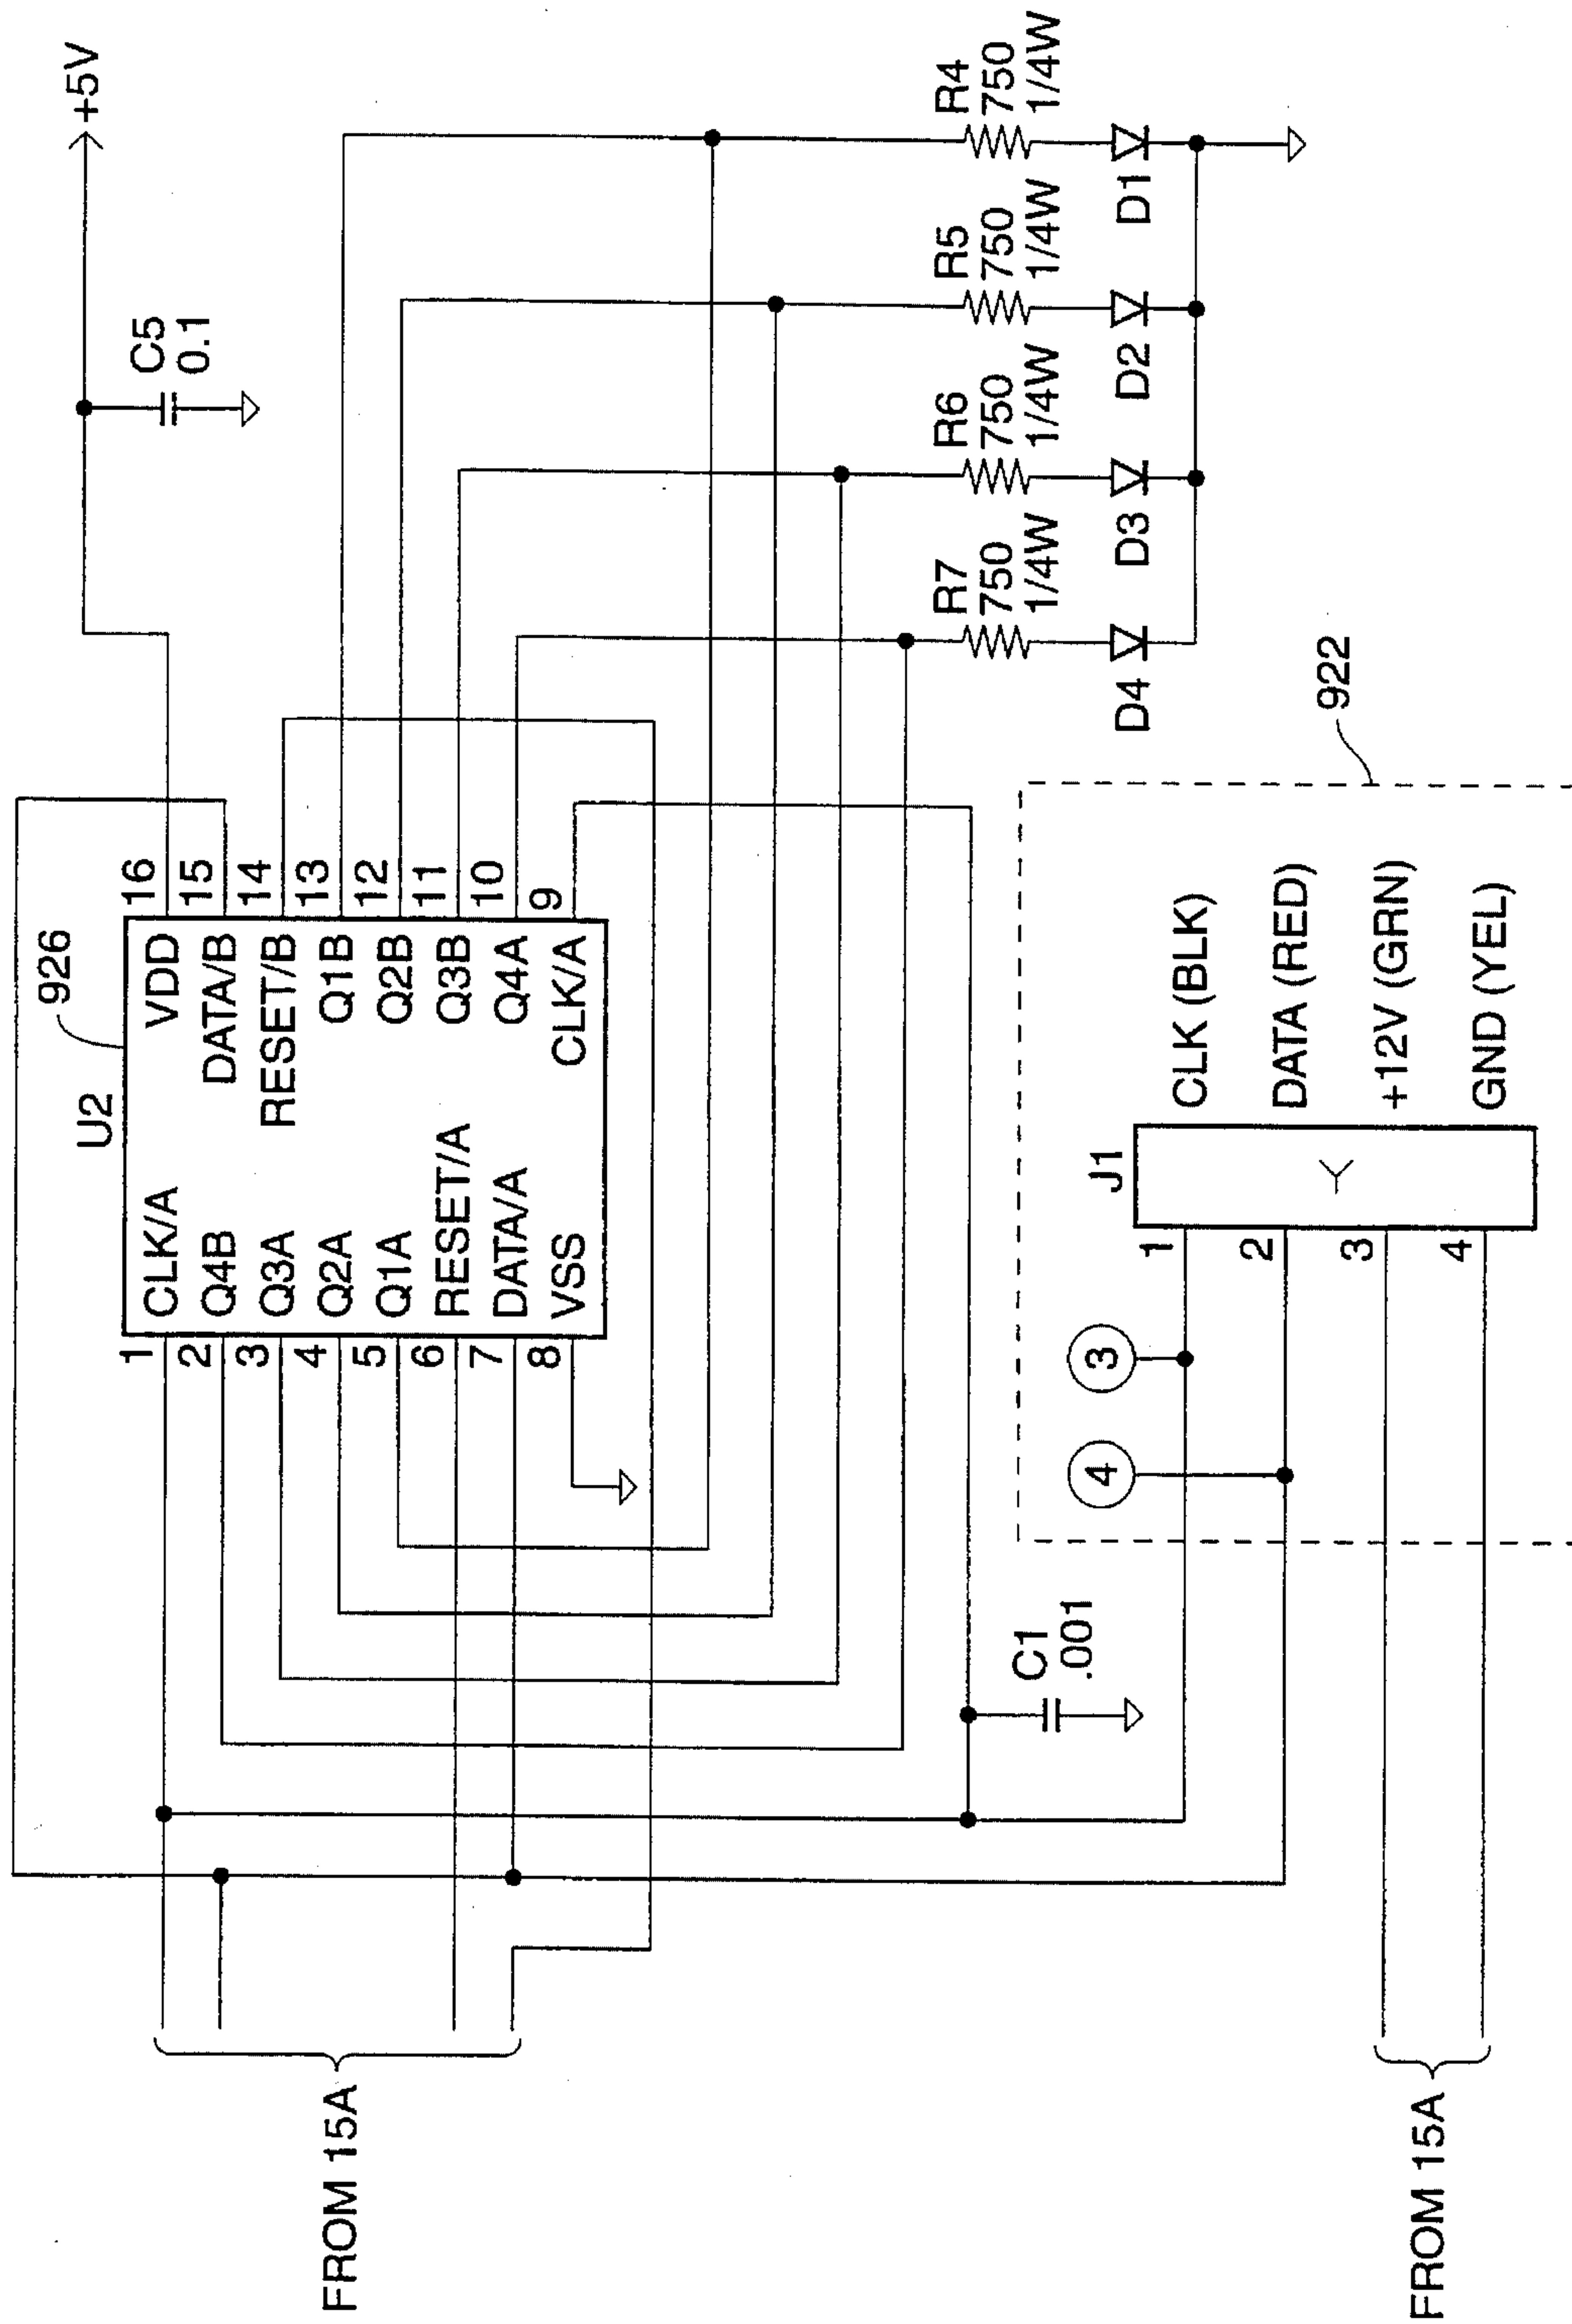 +5V
C5
0.1
926
U2
1 CLK/A
2 Q4B
3 Q3A
4 Q2A
5 Q1A
6 RESET/A
7 DATA/A
8 VSS
VDD 16
DATA/B 15
RESET/B 14
Q1B 13
Q2B 12
Q3B 11
Q4A 10
CLK/A 9
FROM 15A
R7
750
1/4W
R6
750
1/4W
R5
750
1/4W
R4
750
1/4W
D4
D3
D2
D1
C1
.001
922
4
3
J1
1 CLK (BLK)
2 DATA (RED)
3 +12V (GRN)
4 GND (YEL)
FROM 15A